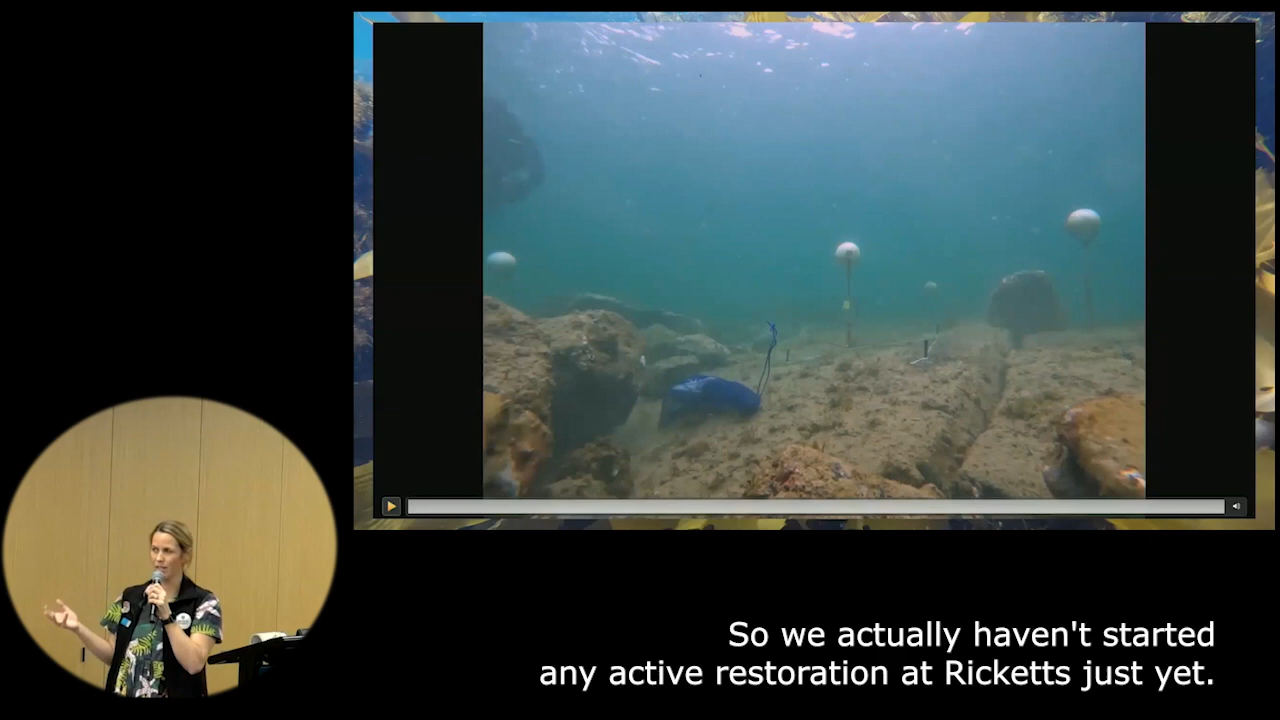 So we actually haven't started
any active restoration at Ricketts just yet.